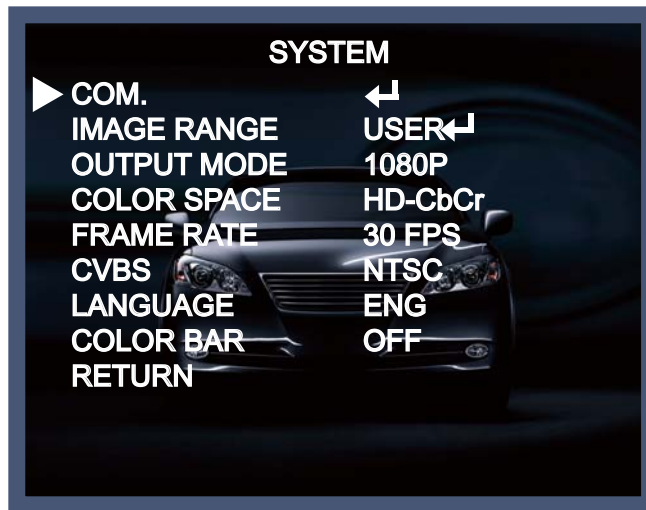 SYSTEM
COM. ↵
IMAGE RANGE USER↵
OUTPUT MODE 1080P
COLOR SPACE HD-CbCr
FRAME RATE 30 FPS
CVBS NTSC
LANGUAGE ENG
COLOR BAR OFF
RETURN